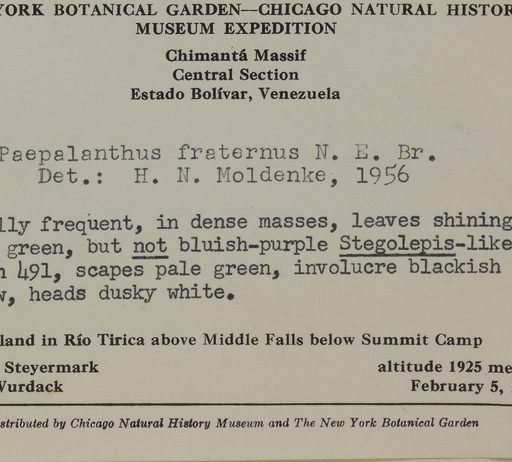 YORK BOTANICAL GARDEN—CHICAGO NATURAL HISTOR
MUSEUM EXPEDITION
Chimantá Massif
Central Section
Estado Bolívar, Venezuela
Paepalanthus fraternus N. E. Br.
Det.: H. N. Moldenke, 1956
lly frequent, in dense masses, leaves shining
green, but not bluish-purple Stegolepis-like
n 491, scapes pale green, involucre blackish
w, heads dusky white.
land in Río Tirica above Middle Falls below Summit Camp
Steyermark altitude 1925 me
Wurdack February 5,
stributed by Chicago Natural History Museum and The New York Botanical Garden